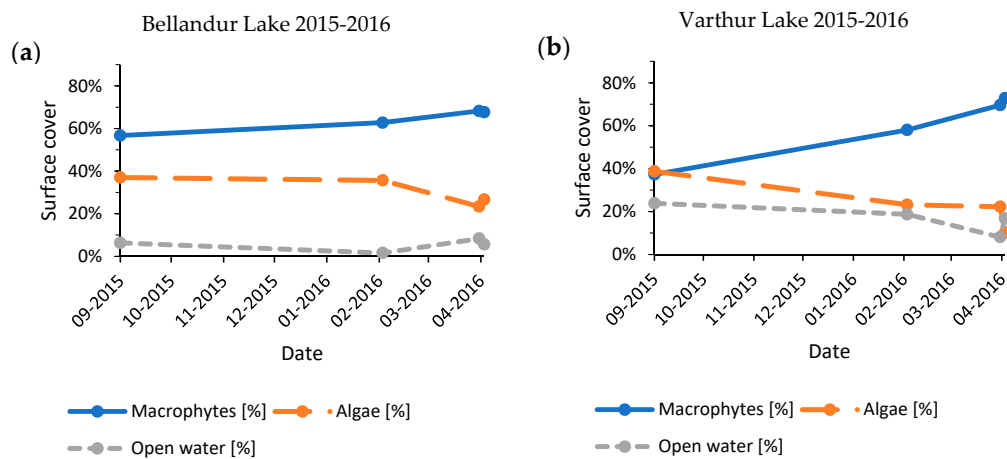 Bellandur Lake 2015-2016
(a)
Surface cover
80%
60%
40%
20%
0%
09-2015
10-2015
11-2015
12-2015
01-2016
02-2016
03-2016
04-2016
Date
Macrophytes [%]
Algae [%]
Open water [%]
Varthur Lake 2015-2016
(b)
Surface cover
80%
60%
40%
20%
0%
09-2015
10-2015
11-2015
12-2015
01-2016
02-2016
03-2016
04-2016
Date
Macrophytes [%]
Algae [%]
Open water [%]